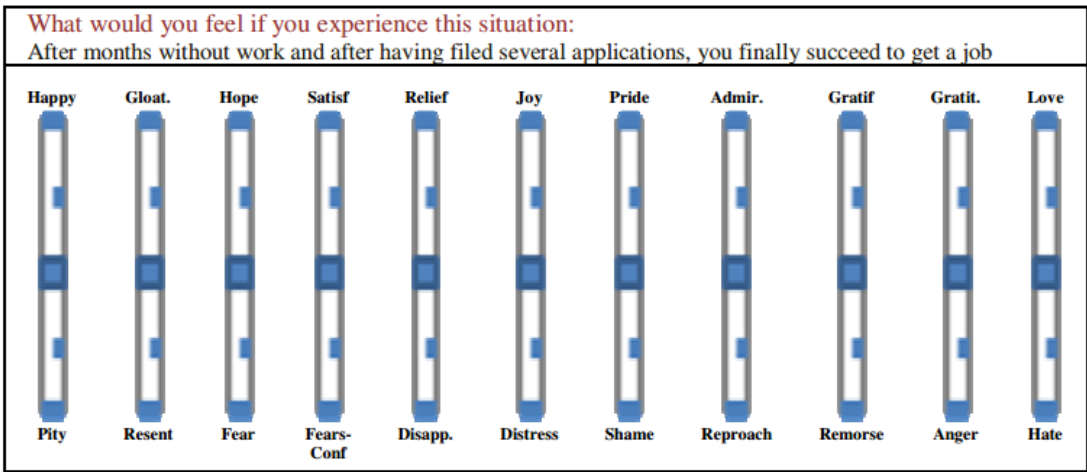 What would you feel if you experience this situation:
After months without work and after having filed several applications, you finally succeed to get a job
Happy Gloat. Hope Satisf Relief Joy Pride Admir. Gratif Gratit. Love
Pity Resent Fear Fears- Disapp. Distress Shame Reproach Remorse Anger Hate
Conf